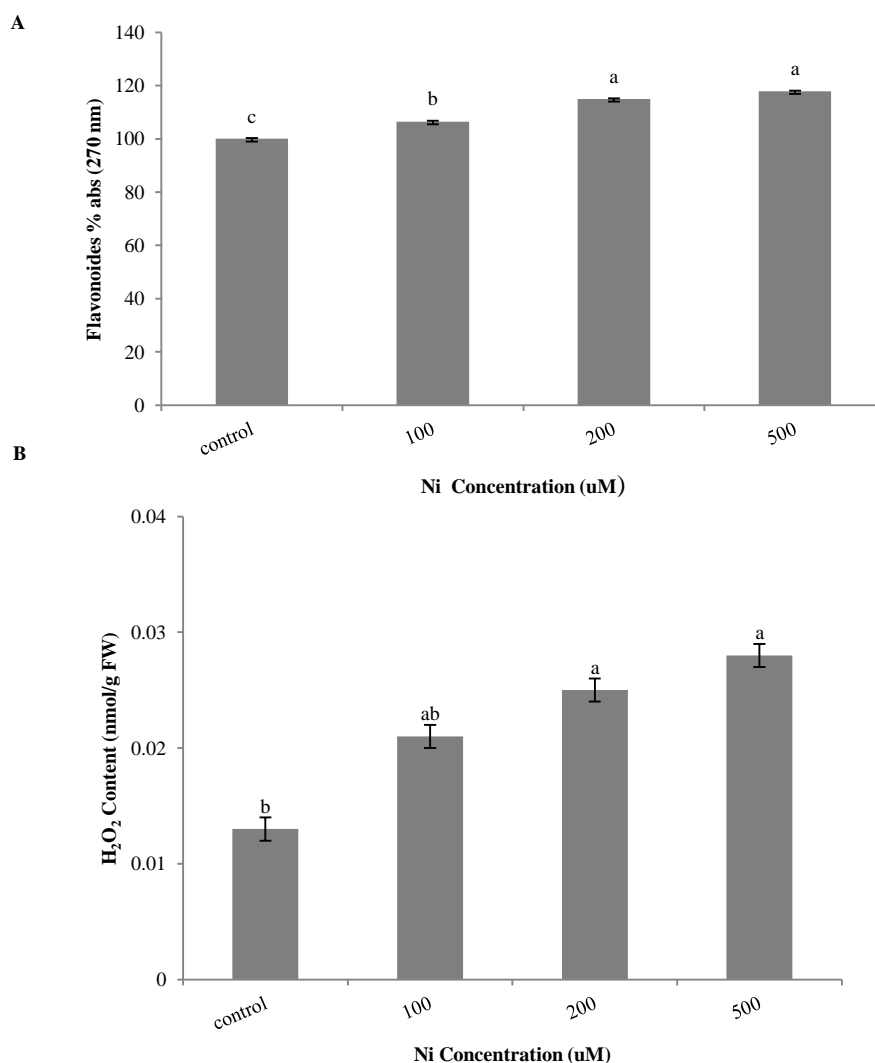 A
Flavonoides % abs (270 nm)
140
120
100
80
60
40
20
0
c
b
a
a
control
100
200
500
Ni Concentration (uM)
B
H₂O₂ Content (nmol/g FW)
0.04
0.03
0.02
0.01
0
b
ab
a
a
control
100
200
500
Ni Concentration (uM)